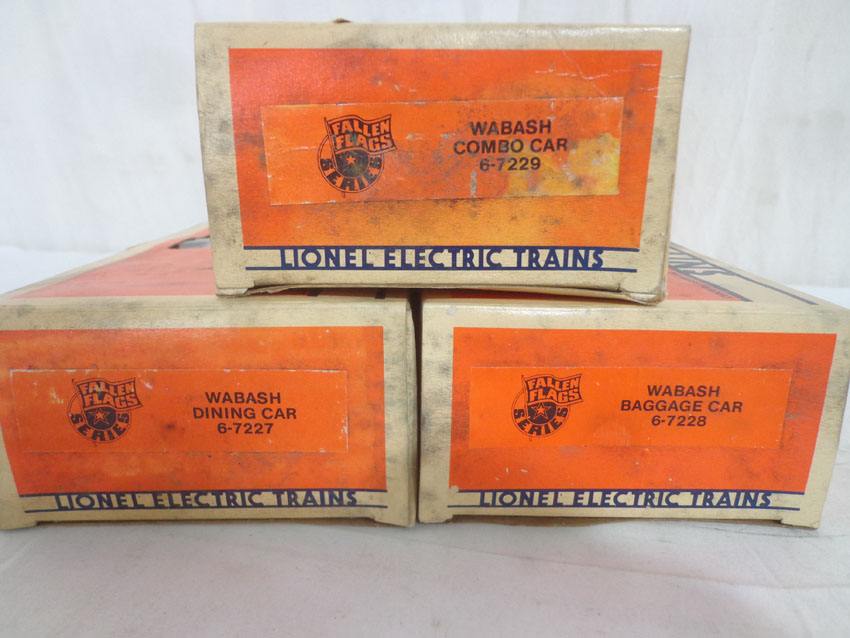 FALLEN
FLAGS
SERIES
WABASH
COMBO CAR
6-7229
LIONEL ELECTRIC TRAINS
FALLEN
FLAGS
SERIES
WABASH
DINING CAR
6-7227
LIONEL ELECTRIC TRAINS
FALLEN
FLAGS
SERIES
WABASH
BAGGAGE CAR
6-7228
LIONEL ELECTRIC TRAINS